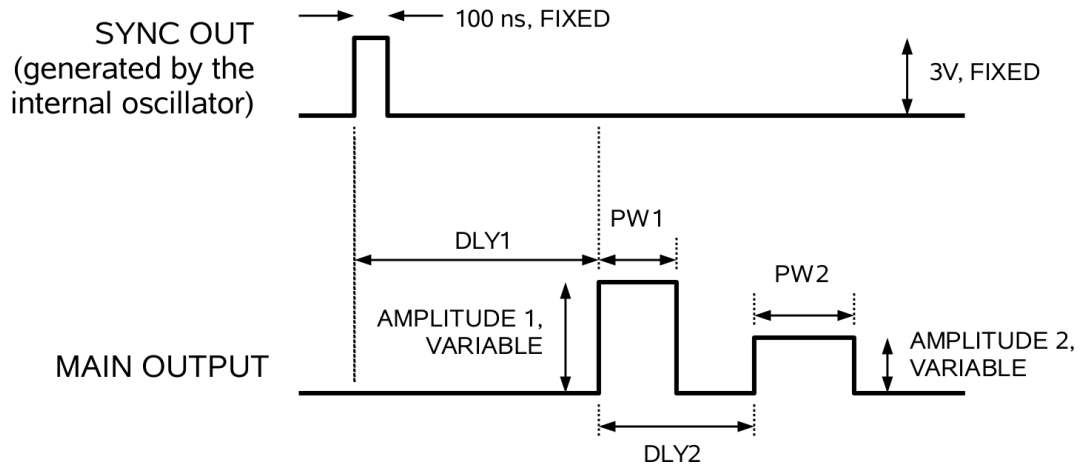 100 ns, FIXED
SYNC OUT
(generated by the
internal oscillator)
3V, FIXED
PW1
DLY1
PW2
AMPLITUDE 1,
VARIABLE
AMPLITUDE 2,
VARIABLE
MAIN OUTPUT
DLY2